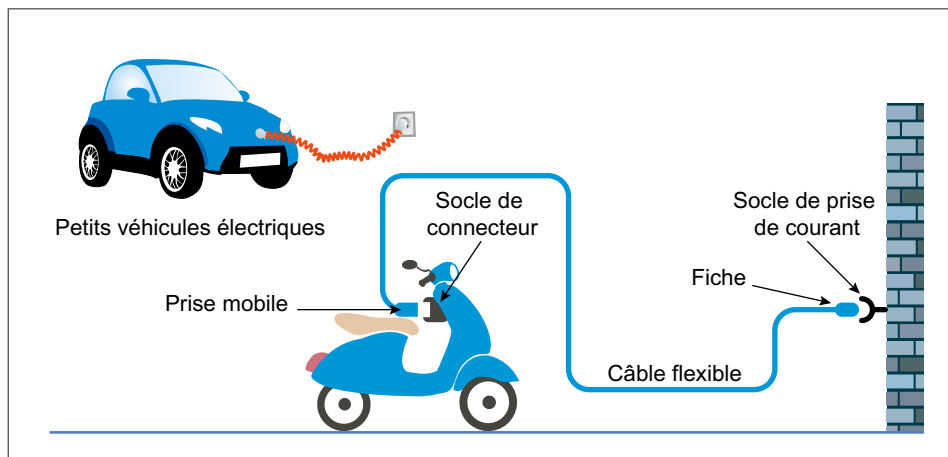 Petits véhicules électriques
Socle de
connecteur
Socle de prise
de courant
Prise mobile
Fiche
Câble flexible